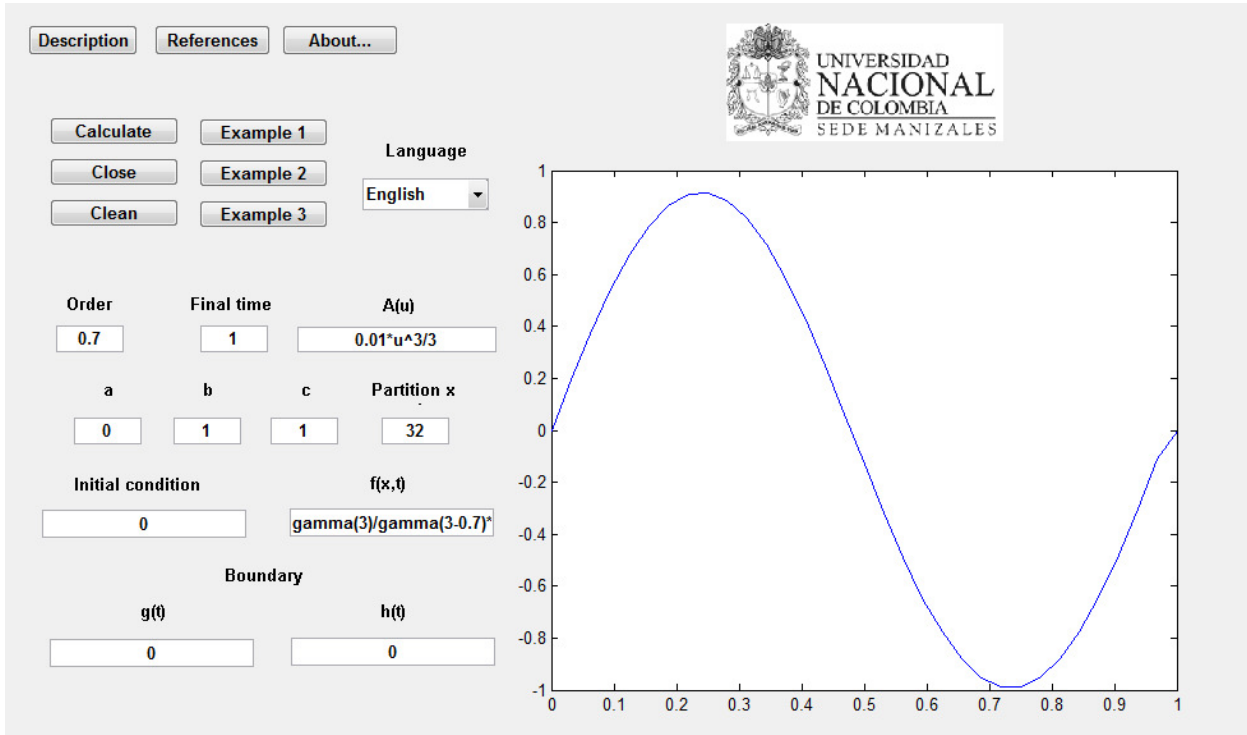 Description References About...
UNIVERSIDAD
NACIONAL
DE COLOMBIA
SEDE MANIZALES
Calculate Example 1
Language
Close Example 2
English
Clean Example 3
Order Final time A(u)
0.7 1 0.01*u^3/3
a b c Partition x
0 1 1 32
Initial condition f(x,t)
0 gamma(3)/gamma(3-0.7)*
Boundary
g(t) h(t)
0 0
1
0.8
0.6
0.4
0.2
0
-0.2
-0.4
-0.6
-0.8
-1
0 0.1 0.2 0.3 0.4 0.5 0.6 0.7 0.8 0.9 1